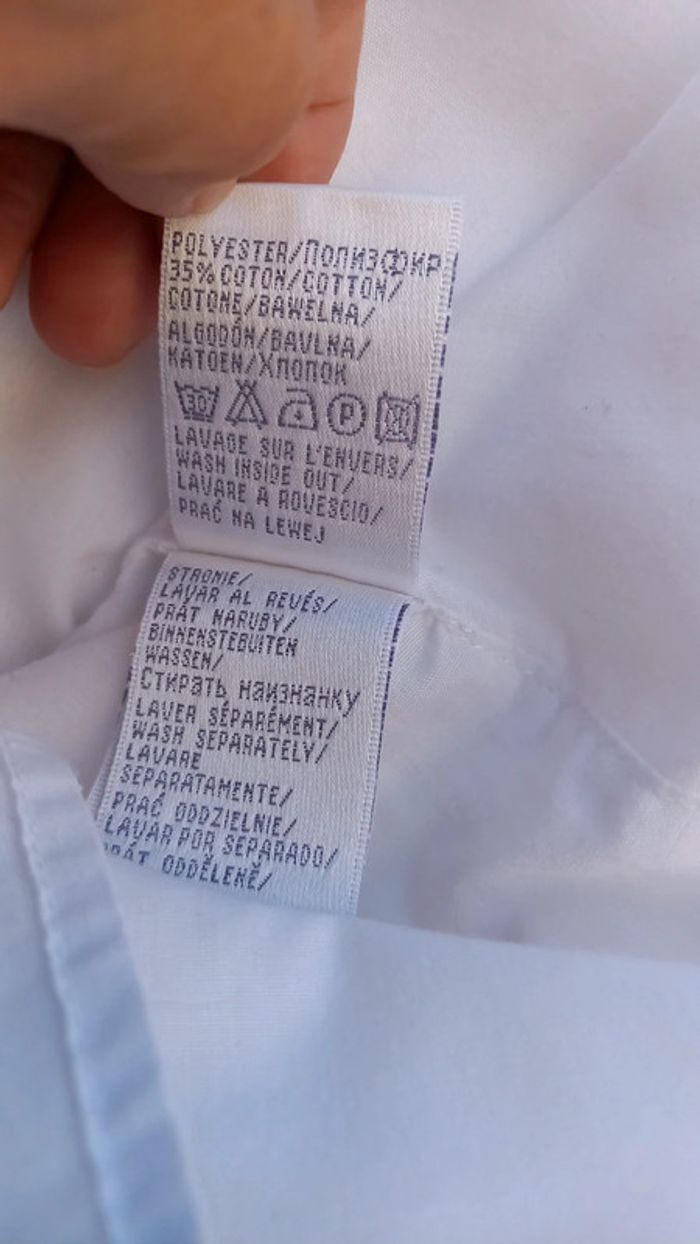 POLYESTER/ПОЛИЭФИР
35% COTON/COTTON/
COTONE/BAWEŁNA/
ALGODÓN/BAVLNA/
KATOEN/ХЛОПОК
30 P
LAVAGE SUR L'ENVERS/
WASH INSIDE OUT/
LAVARE A ROVESCIO/
PRAĆ NA LEWEJ
STRONIE/
LAVAR AL REVÉS/
PRÁT NARUBY/
BINNENSTEBUITEN
WASSEN/
Стирать наизнанку
LAVER SÉPARÉMENT/
WASH SEPARATELY/
LAVARE
SEPARATAMENTE/
PRAĆ ODDZIELNIE/
LAVAR POR SEPARADO/
PRÁT ODDĚLENĚ/